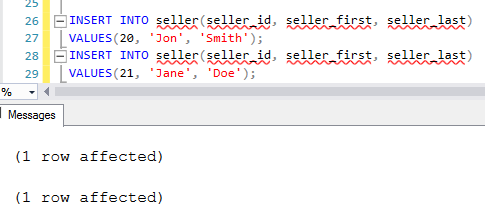 25
26 INSERT INTO seller(seller_id, seller_first, seller_last)
27 VALUES(20, 'Jon', 'Smith');
28 INSERT INTO seller(seller_id, seller_first, seller_last)
29 VALUES(21, 'Jane', 'Doe');
%
Messages
(1 row affected)
(1 row affected)